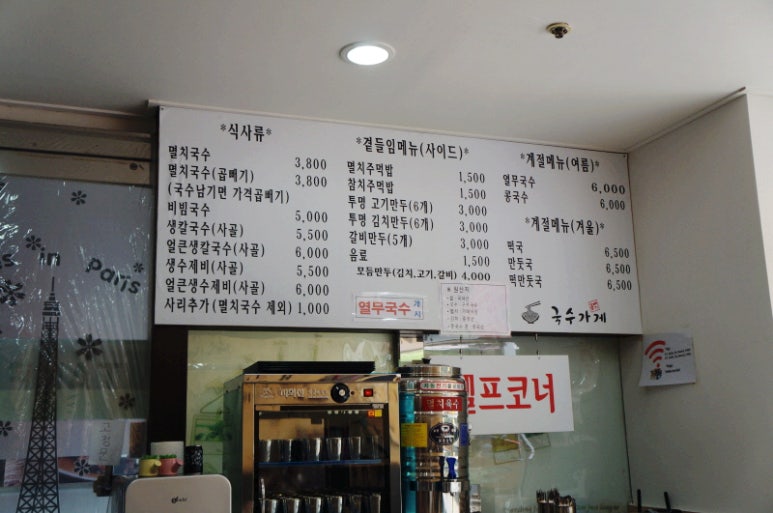 *식사류*
멸치국수 3,800
멸치국수(곱빼기) 3,800
(국수남기면 가격곱빼기)
비빔국수 5,000
생칼국수(사골) 5,500
얼큰생칼국수(사골) 6,000
생수제비(사골) 5,500
얼큰생수제비(사골) 6,000
사리추가(멸치국수 제외) 1,000
*곁들임메뉴(사이드)*
멸치주먹밥 1,500
참치주먹밥 1,500
투명 고기만두(6개) 3,000
투명 김치만두(6개) 3,000
갈비만두(5개) 3,000
음료 1,500
모듬만두(김치,고기,갈비) 4,000
*계절메뉴(여름)*
열무국수 6,000
콩국수 6,000
*계절메뉴(겨울)*
떡국 6,500
만둣국 6,500
떡만둣국 6,500
국수가게
열무국수 개시
※ 원산지
in paris
프코너